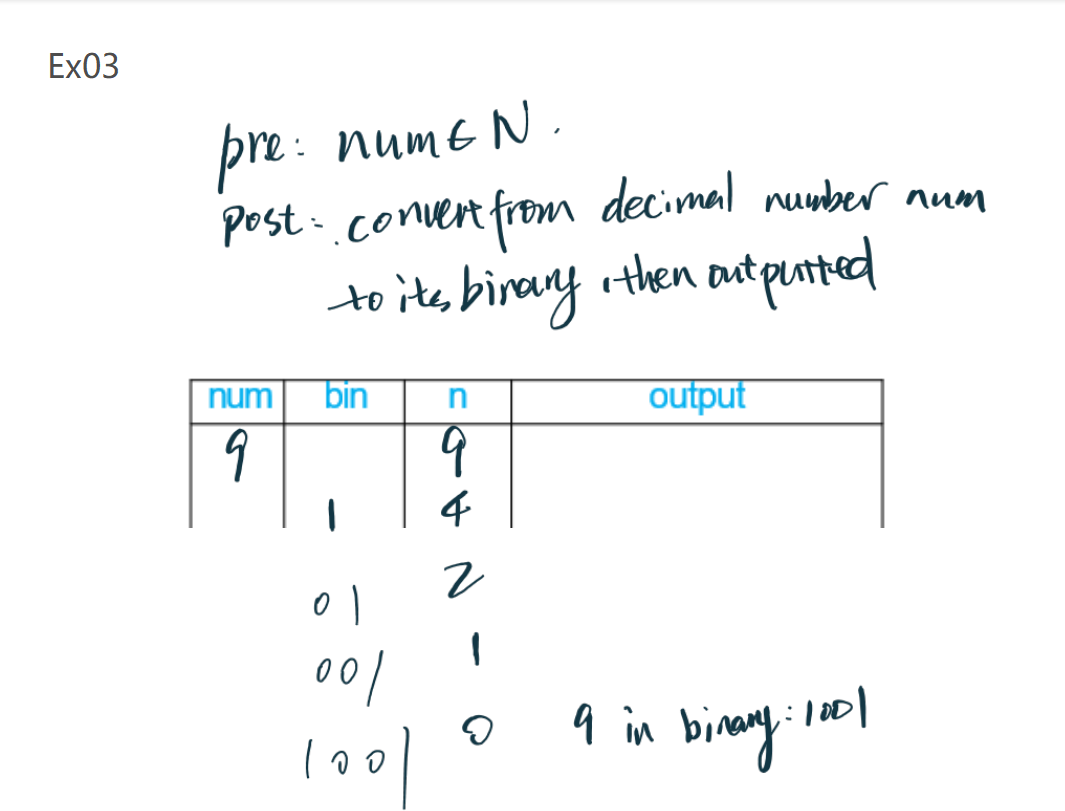 Ex03
pre: num ∈ N.
post: convert from decimal number num
to its binary, then outputted
num bin n output
9 9
1 4
01 2
001 1
1001 0 9 in binary: 1001